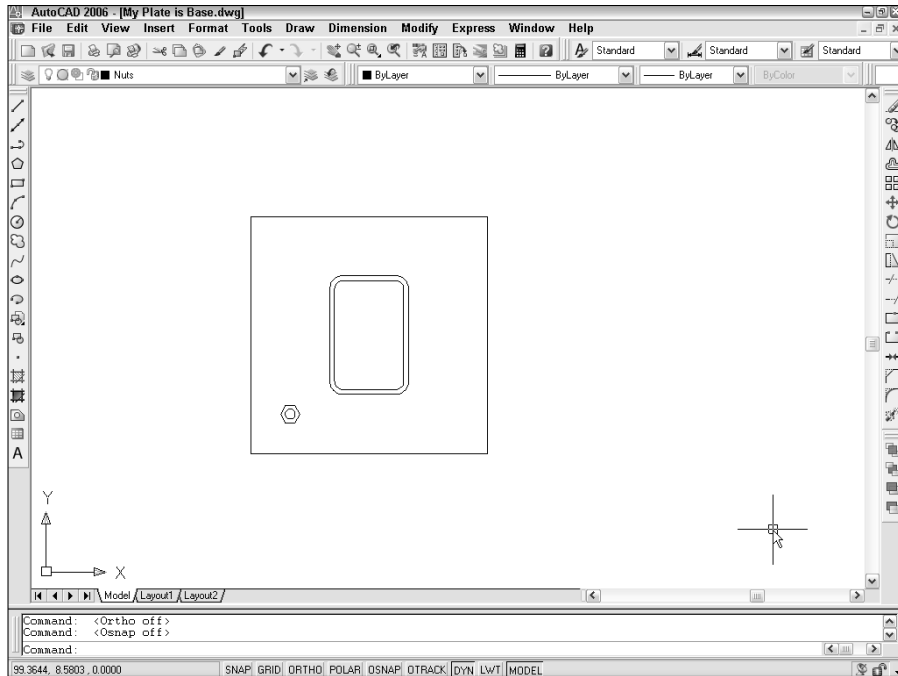 AutoCAD 2006 - [My Plate is Base.dwg]
File Edit View Insert Format Tools Draw Dimension Modify Express Window Help
Standard Standard Standard
Nuts ByLayer ByLayer ByLayer ByColor
A
Y
X
Model Layout1 Layout2
Command: <Ortho off>
Command: <Osnap off>
Command:
99.3644, 8.5803 , 0.0000 SNAP GRID ORTHO POLAR OSNAP OTRACK DYN LWT MODEL